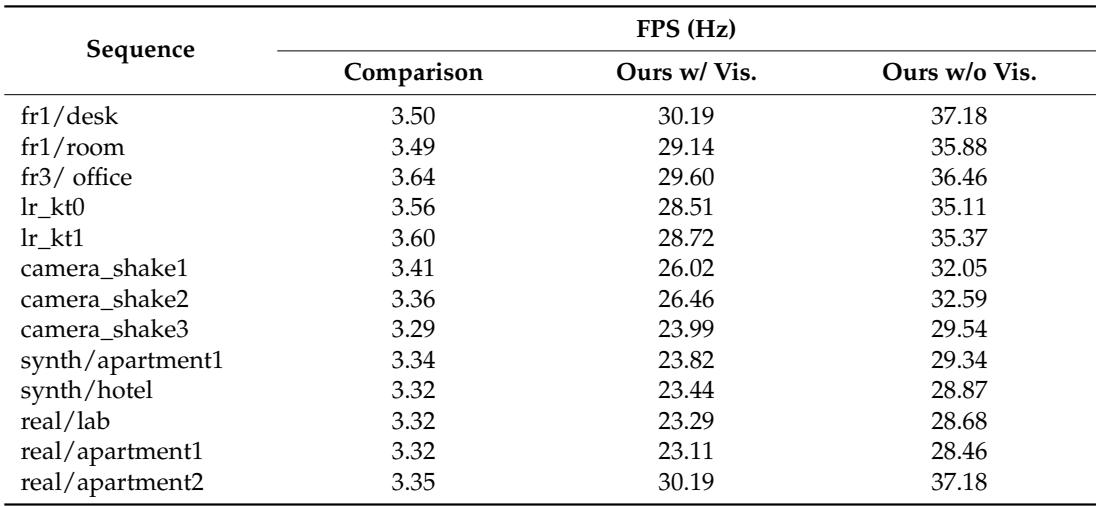 Sequence FPS (Hz)
Comparison Ours w/ Vis. Ours w/o Vis.
fr1/desk 3.50 30.19 37.18
fr1/room 3.49 29.14 35.88
fr3/ office 3.64 29.60 36.46
lr_kt0 3.56 28.51 35.11
lr_kt1 3.60 28.72 35.37
camera_shake1 3.41 26.02 32.05
camera_shake2 3.36 26.46 32.59
camera_shake3 3.29 23.99 29.54
synth/apartment1 3.34 23.82 29.34
synth/hotel 3.32 23.44 28.87
real/lab 3.32 23.29 28.68
real/apartment1 3.32 23.11 28.46
real/apartment2 3.35 30.19 37.18